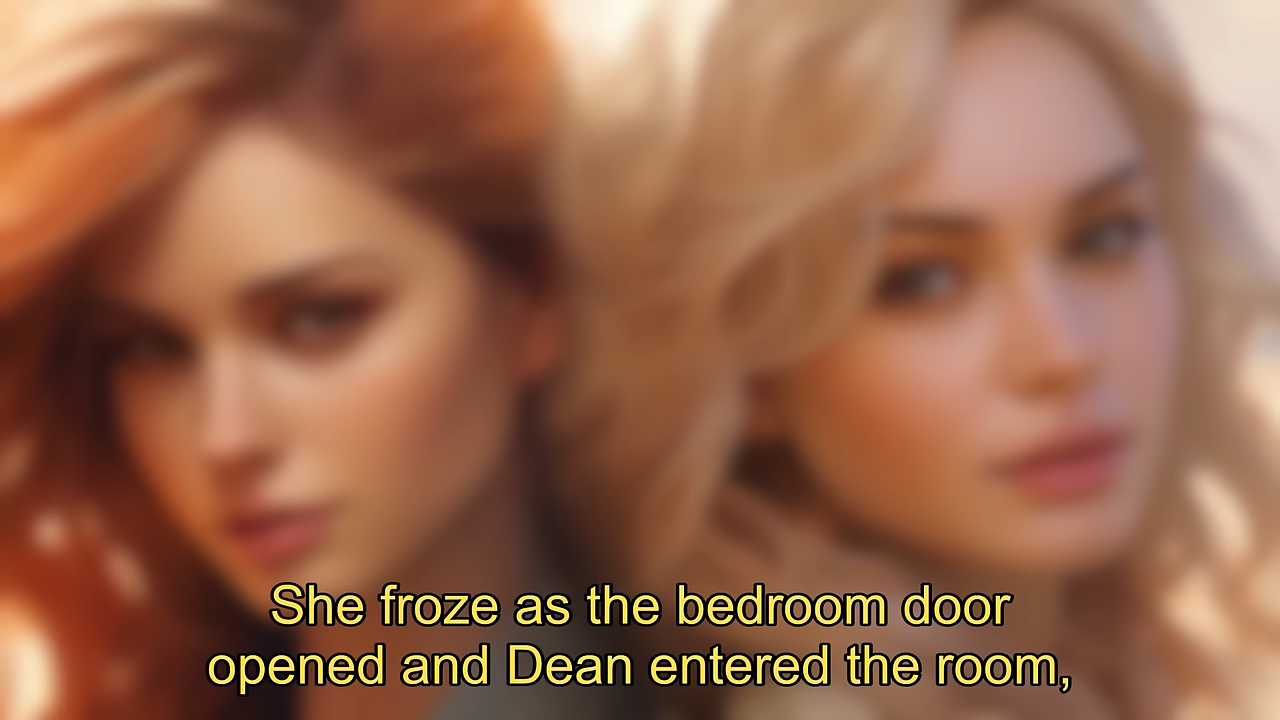 She froze as the bedroom door
opened and Dean entered the room,